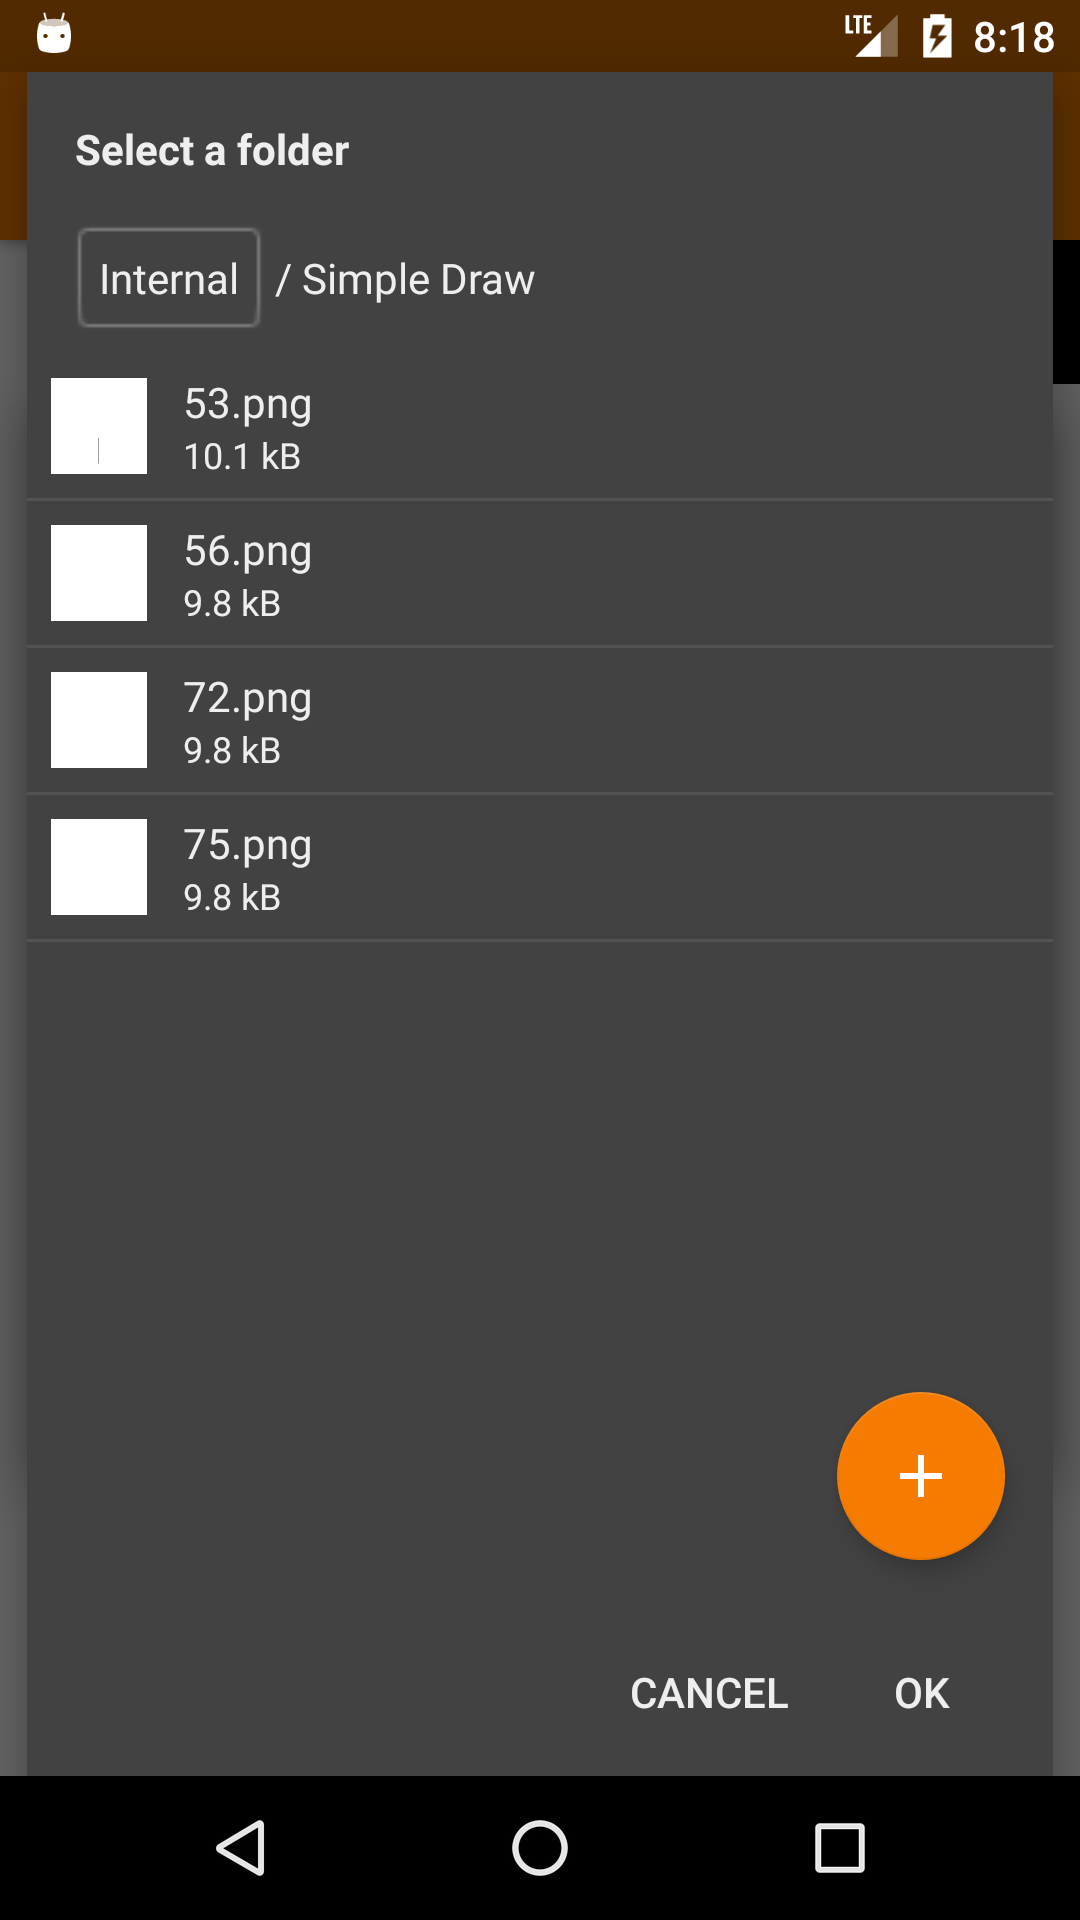 LTE 8:18
Select a folder
Internal / Simple Draw
53.png
10.1 kB
56.png
9.8 kB
72.png
9.8 kB
75.png
9.8 kB
CANCEL OK